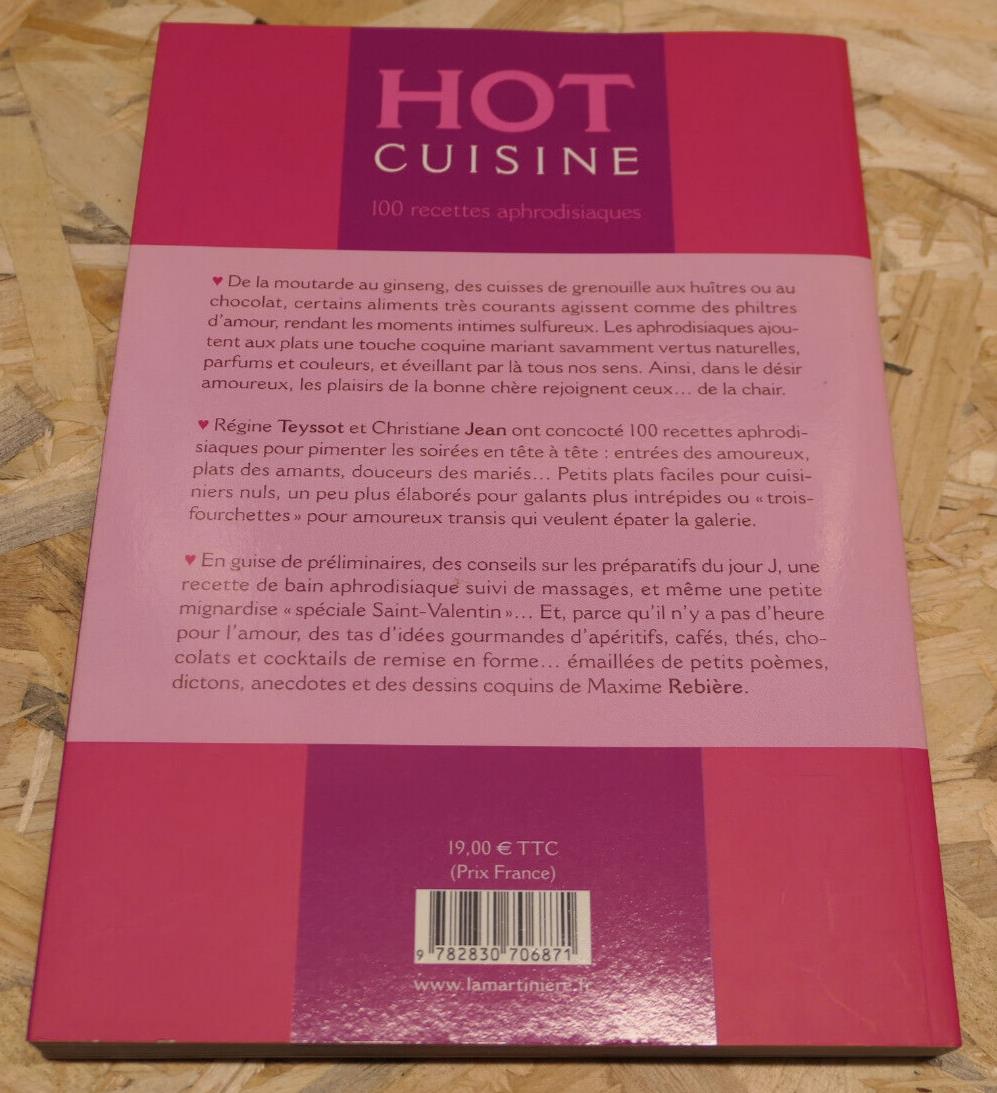 HOT
CUISINE
100 recettes aphrodisiaques
♥ De la moutarde au ginseng, des cuisses de grenouille aux huîtres ou au
chocolat, certains aliments très courants agissent comme des philtres
d'amour, rendant les moments intimes sulfureux. Les aphrodisiaques ajou-
tent aux plats une touche coquine mariant savamment vertus naturelles,
parfums et couleurs, et éveillant par là tous nos sens. Ainsi, dans le désir
amoureux, les plaisirs de la bonne chère rejoignent ceux... de la chair.
♥ Régine Teyssot et Christiane Jean ont concocté 100 recettes aphrodi-
siaques pour pimenter les soirées en tête à tête : entrées des amoureux,
plats des amants, douceurs des mariés... Petits plats faciles pour cuisi-
niers nuls, un peu plus élaborés pour galants plus intrépides ou « trois-
fourchettes » pour amoureux transis qui veulent épater la galerie.
♥ En guise de préliminaires, des conseils sur les préparatifs du jour J, une
recette de bain aphrodisiaque suivi de massages, et même une petite
mignardise « spéciale Saint-Valentin »... Et, parce qu'il n'y a pas d'heure
pour l'amour, des tas d'idées gourmandes d'apéritifs, cafés, thés, cho-
colats et cocktails de remise en forme... émaillées de petits poèmes,
dictons, anecdotes et des dessins coquins de Maxime Rebière.
19,00 € TTC
(Prix France)
9 782830 706871
www.lamartiniere.fr